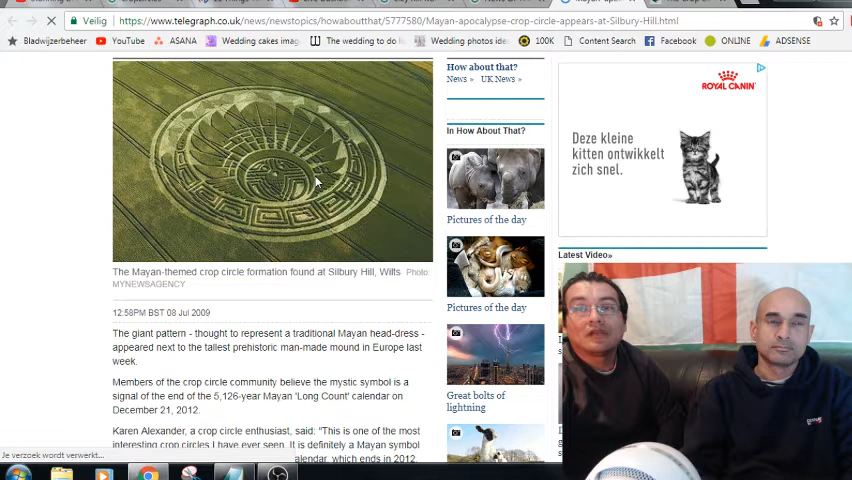 Veilig
https://www.telegraph.co.uk/news/newstopics/howaboutthat/5777580/Mayan-apocalypse-crop-circle-appears-at-Silbury-Hill.html
Bladwijzerbeheer
YouTube
ASANA
Wedding cakes imag
The wedding to do li
Wedding photos ide
100K
Content Search
Facebook
ONLINE
ADSENSE
The Mayan-themed crop circle formation found at Silbury Hill, Wilts Photo:
MYNEWSAGENCY
12:58PM BST 08 Jul 2009
The giant pattern - thought to represent a traditional Mayan head-dress -
appeared next to the tallest prehistoric man-made mound in Europe last
week.
Members of the crop circle community believe the mystic symbol is a
signal of the end of the 5,126-year Mayan 'Long Count' calendar on
December 21, 2012.
Karen Alexander, a crop circle enthusiast, said: "This is one of the most
interesting crop circles I have ever seen. It is definitely a Mayan symbol
alendar, which ends in 2012.
Je verzoek wordt verwerkt...
How about that?
News » UK News »
In How About That?
Pictures of the day
Pictures of the day
Great bolts of
lightning
ROYAL CANIN
Deze kleine
kitten ontwikkelt
zich snel.
Latest Video»